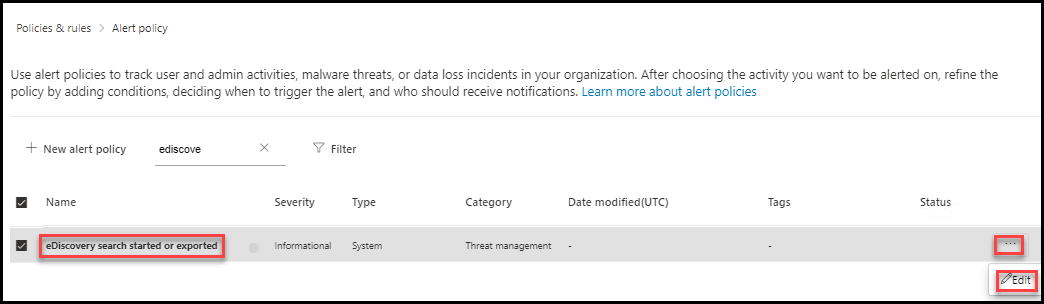 Policies & rules > Alert policy
Use alert policies to track user and admin activities, malware threats, or data loss incidents in your organization. After choosing the activity you want to be alerted on, refine the
policy by adding conditions, deciding when to trigger the alert, and who should receive notifications. Learn more about alert policies
+ New alert policy ediscove × Filter
Name Severity Type Category Date modified(UTC) Tags Status
eDiscovery search started or exported Informational System Threat management - - ...
Edit